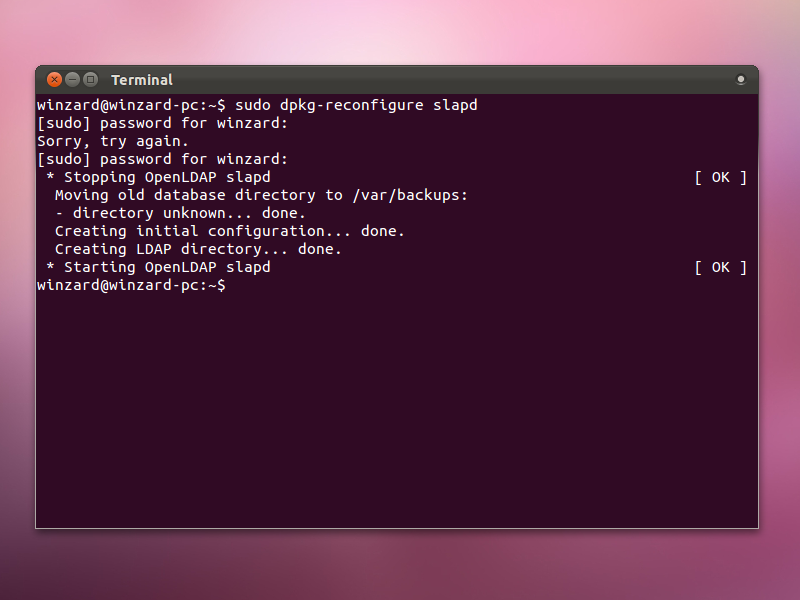 Terminal
winzard@winzard-pc:~$ sudo dpkg-reconfigure slapd
[sudo] password for winzard:
Sorry, try again.
[sudo] password for winzard:
 * Stopping OpenLDAP slapd [ OK ]
  Moving old database directory to /var/backups:
  - directory unknown... done.
  Creating initial configuration... done.
  Creating LDAP directory... done.
 * Starting OpenLDAP slapd [ OK ]
winzard@winzard-pc:~$